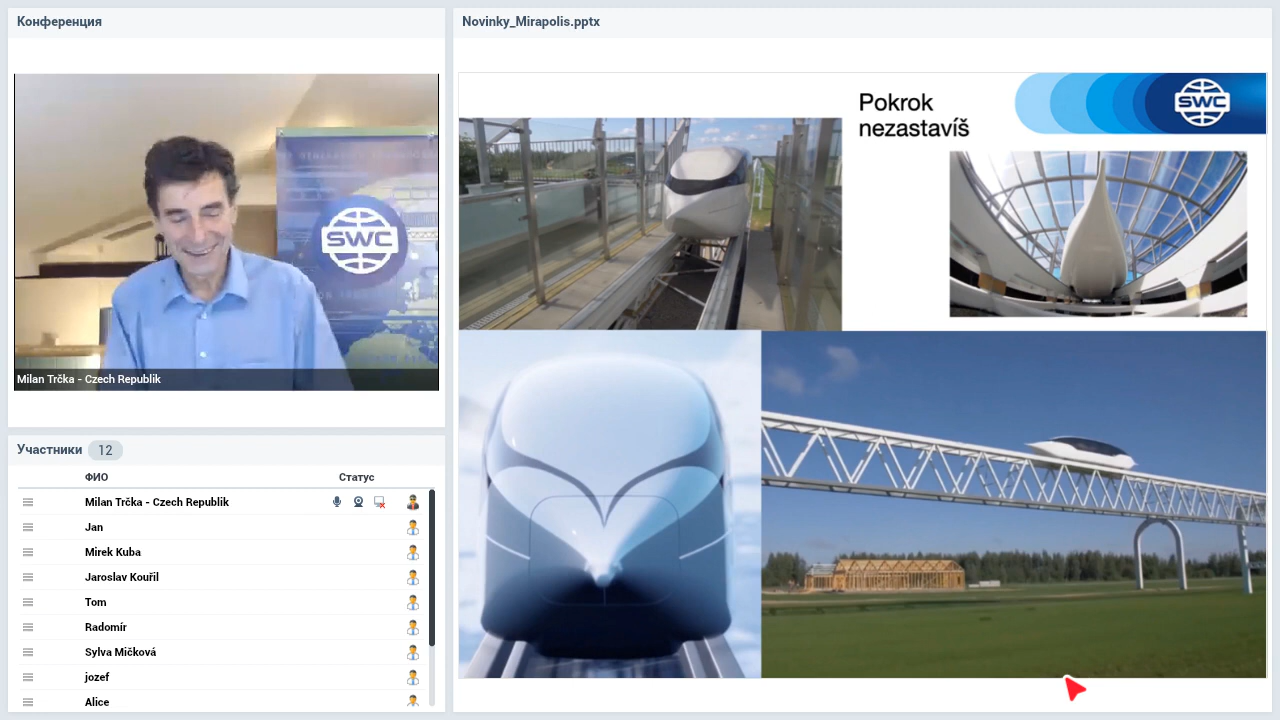 Конференция
SWC
Milan Trčka - Czech Republik
Участники 12
ФИО Статус
Milan Trčka - Czech Republik
Jan
Mirek Kuba
Jaroslav Kouřil
Tom
Radomír
Sylva Mičková
jozef
Alice
Novinky_Mirapolis.pptx
Pokrok
nezastavíš
SWC